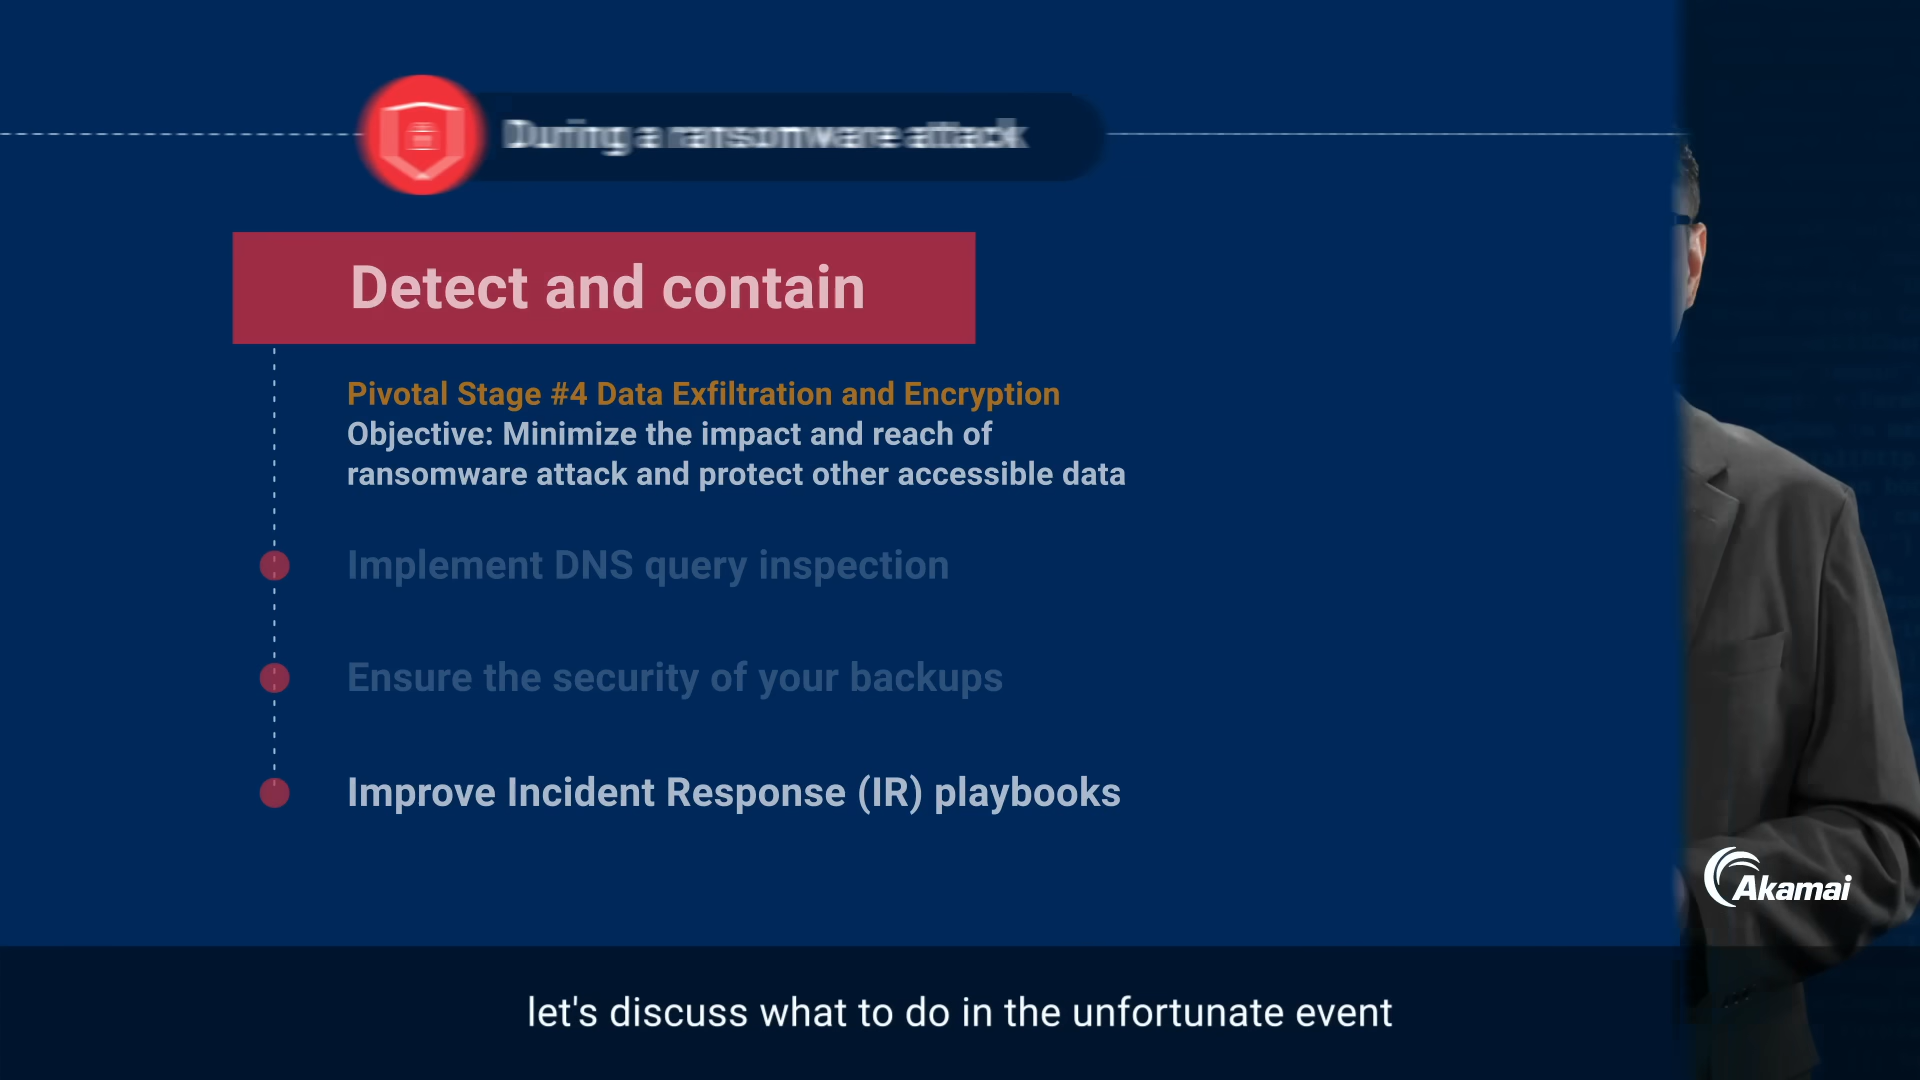 During a ransomware attack
Detect and contain
Pivotal Stage #4 Data Exfiltration and Encryption
Objective: Minimize the impact and reach of
ransomware attack and protect other accessible data
Implement DNS query inspection
Ensure the security of your backups
Improve Incident Response (IR) playbooks
Akamai
let's discuss what to do in the unfortunate event